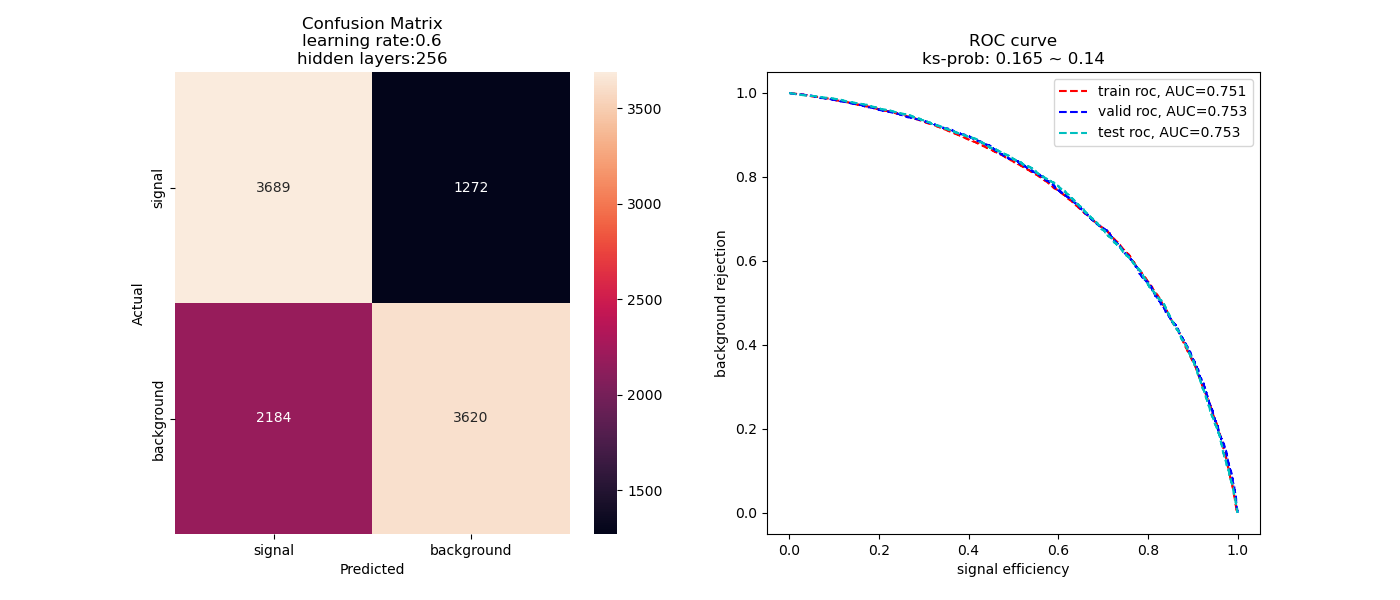 Confusion Matrix
learning rate:0.6
hidden layers:256
signal
background
Actual
3689
1272
2184
3620
signal
background
Predicted
3500
3000
2500
2000
1500
ROC curve
ks-prob: 0.165 ~ 0.14
train roc, AUC=0.751
valid roc, AUC=0.753
test roc, AUC=0.753
1.0
0.8
0.6
0.4
0.2
0.0
background rejection
0.0
0.2
0.4
0.6
0.8
1.0
signal efficiency